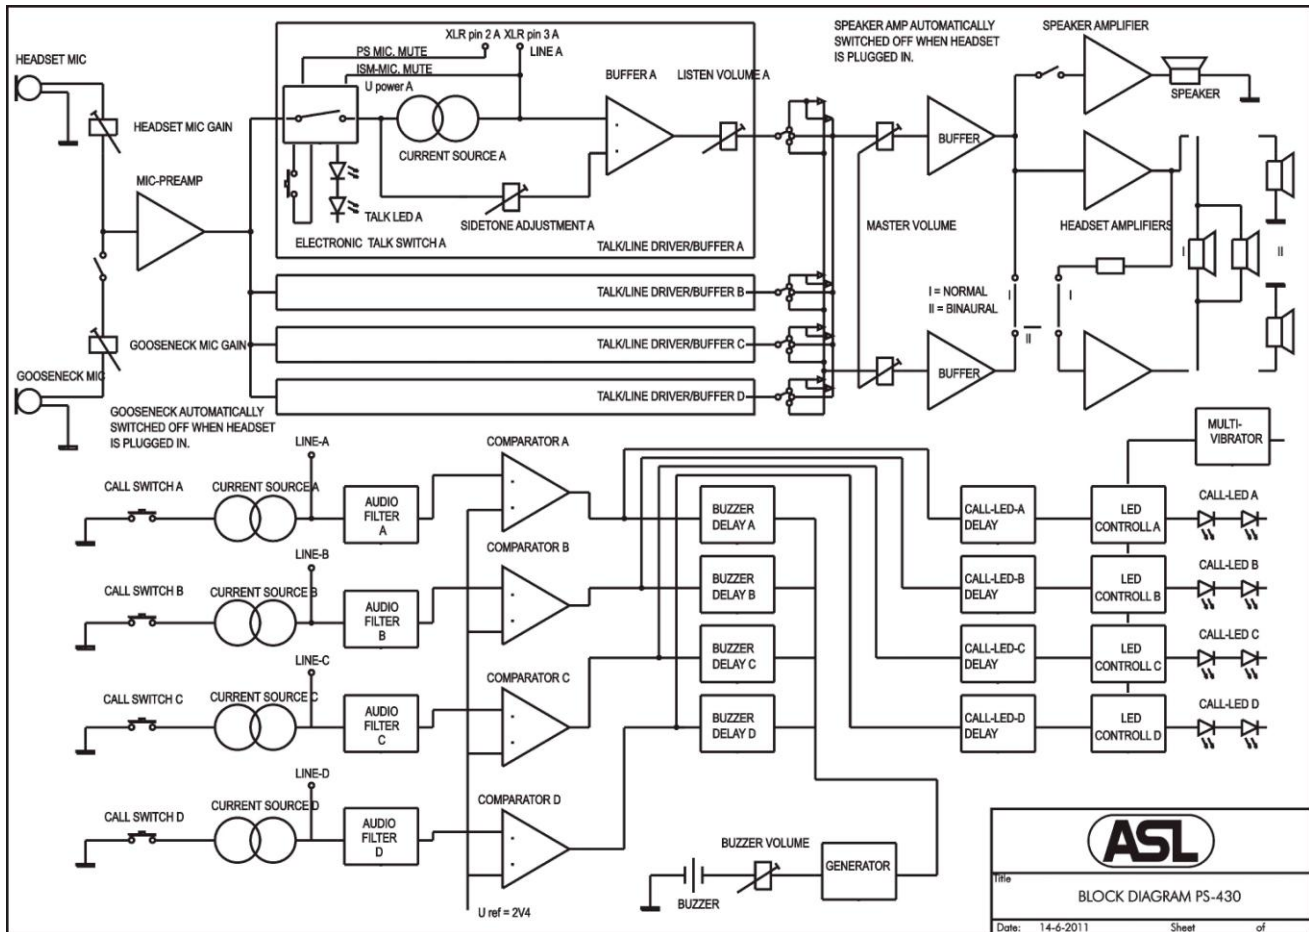 SPEAKER AMP AUTOMATICALLY
SWITCHED OFF WHEN HEADSET
IS PLUGGED IN.
SPEAKER AMPLIFIER
XLR pin 2 A XLR pin 3 A
PS MIC. MUTE
LINE A
HEADSET MIC
ISM-MIC. MUTE
U power A
BUFFER A
LISTEN VOLUME A
SPEAKER
HEADSET MIC GAIN
CURRENT SOURCE A
BUFFER
MIC-PREAMP
TALK LED A
SIDETONE ADJUSTMENT A
MASTER VOLUME
HEADSET AMPLIFIERS
ELECTRONIC TALK SWITCH A
TALK/LINE DRIVER/BUFFER A
I
II
TALK/LINE DRIVER/BUFFER B
I = NORMAL
II = BINAURAL
I
I
II
GOOSENECK MIC GAIN
TALK/LINE DRIVER/BUFFER C
GOOSENECK MIC
BUFFER
TALK/LINE DRIVER/BUFFER D
GOOSENECK AUTOMATICALLY
SWITCHED OFF WHEN HEADSET
IS PLUGGED IN.
MULTI-
VIBRATOR
LINE-A
COMPARATOR A
CALL SWITCH A
CURRENT SOURCE A
AUDIO
FILTER
A
BUZZER
DELAY A
CALL-LED-A
DELAY
LED
CONTROLL A
CALL-LED A
LINE-B
COMPARATOR B
CALL SWITCH B
CURRENT SOURCE B
AUDIO
FILTER
B
BUZZER
DELAY B
CALL-LED-B
DELAY
LED
CONTROLL B
CALL-LED B
LINE-C
COMPARATOR C
CALL SWITCH C
CURRENT SOURCE C
AUDIO
FILTER
C
BUZZER
DELAY C
CALL-LED-C
DELAY
LED
CONTROLL C
CALL-LED C
BUZZER
DELAY D
CALL-LED-D
DELAY
LED
CONTROLL D
CALL-LED D
LINE-D
COMPARATOR D
CALL SWITCH D
CURRENT SOURCE D
AUDIO
FILTER
D
BUZZER VOLUME
GENERATOR
BUZZER
U ref = 2V4
ASL
Title
BLOCK DIAGRAM PS-430
Date: 14-6-2011 Sheet of